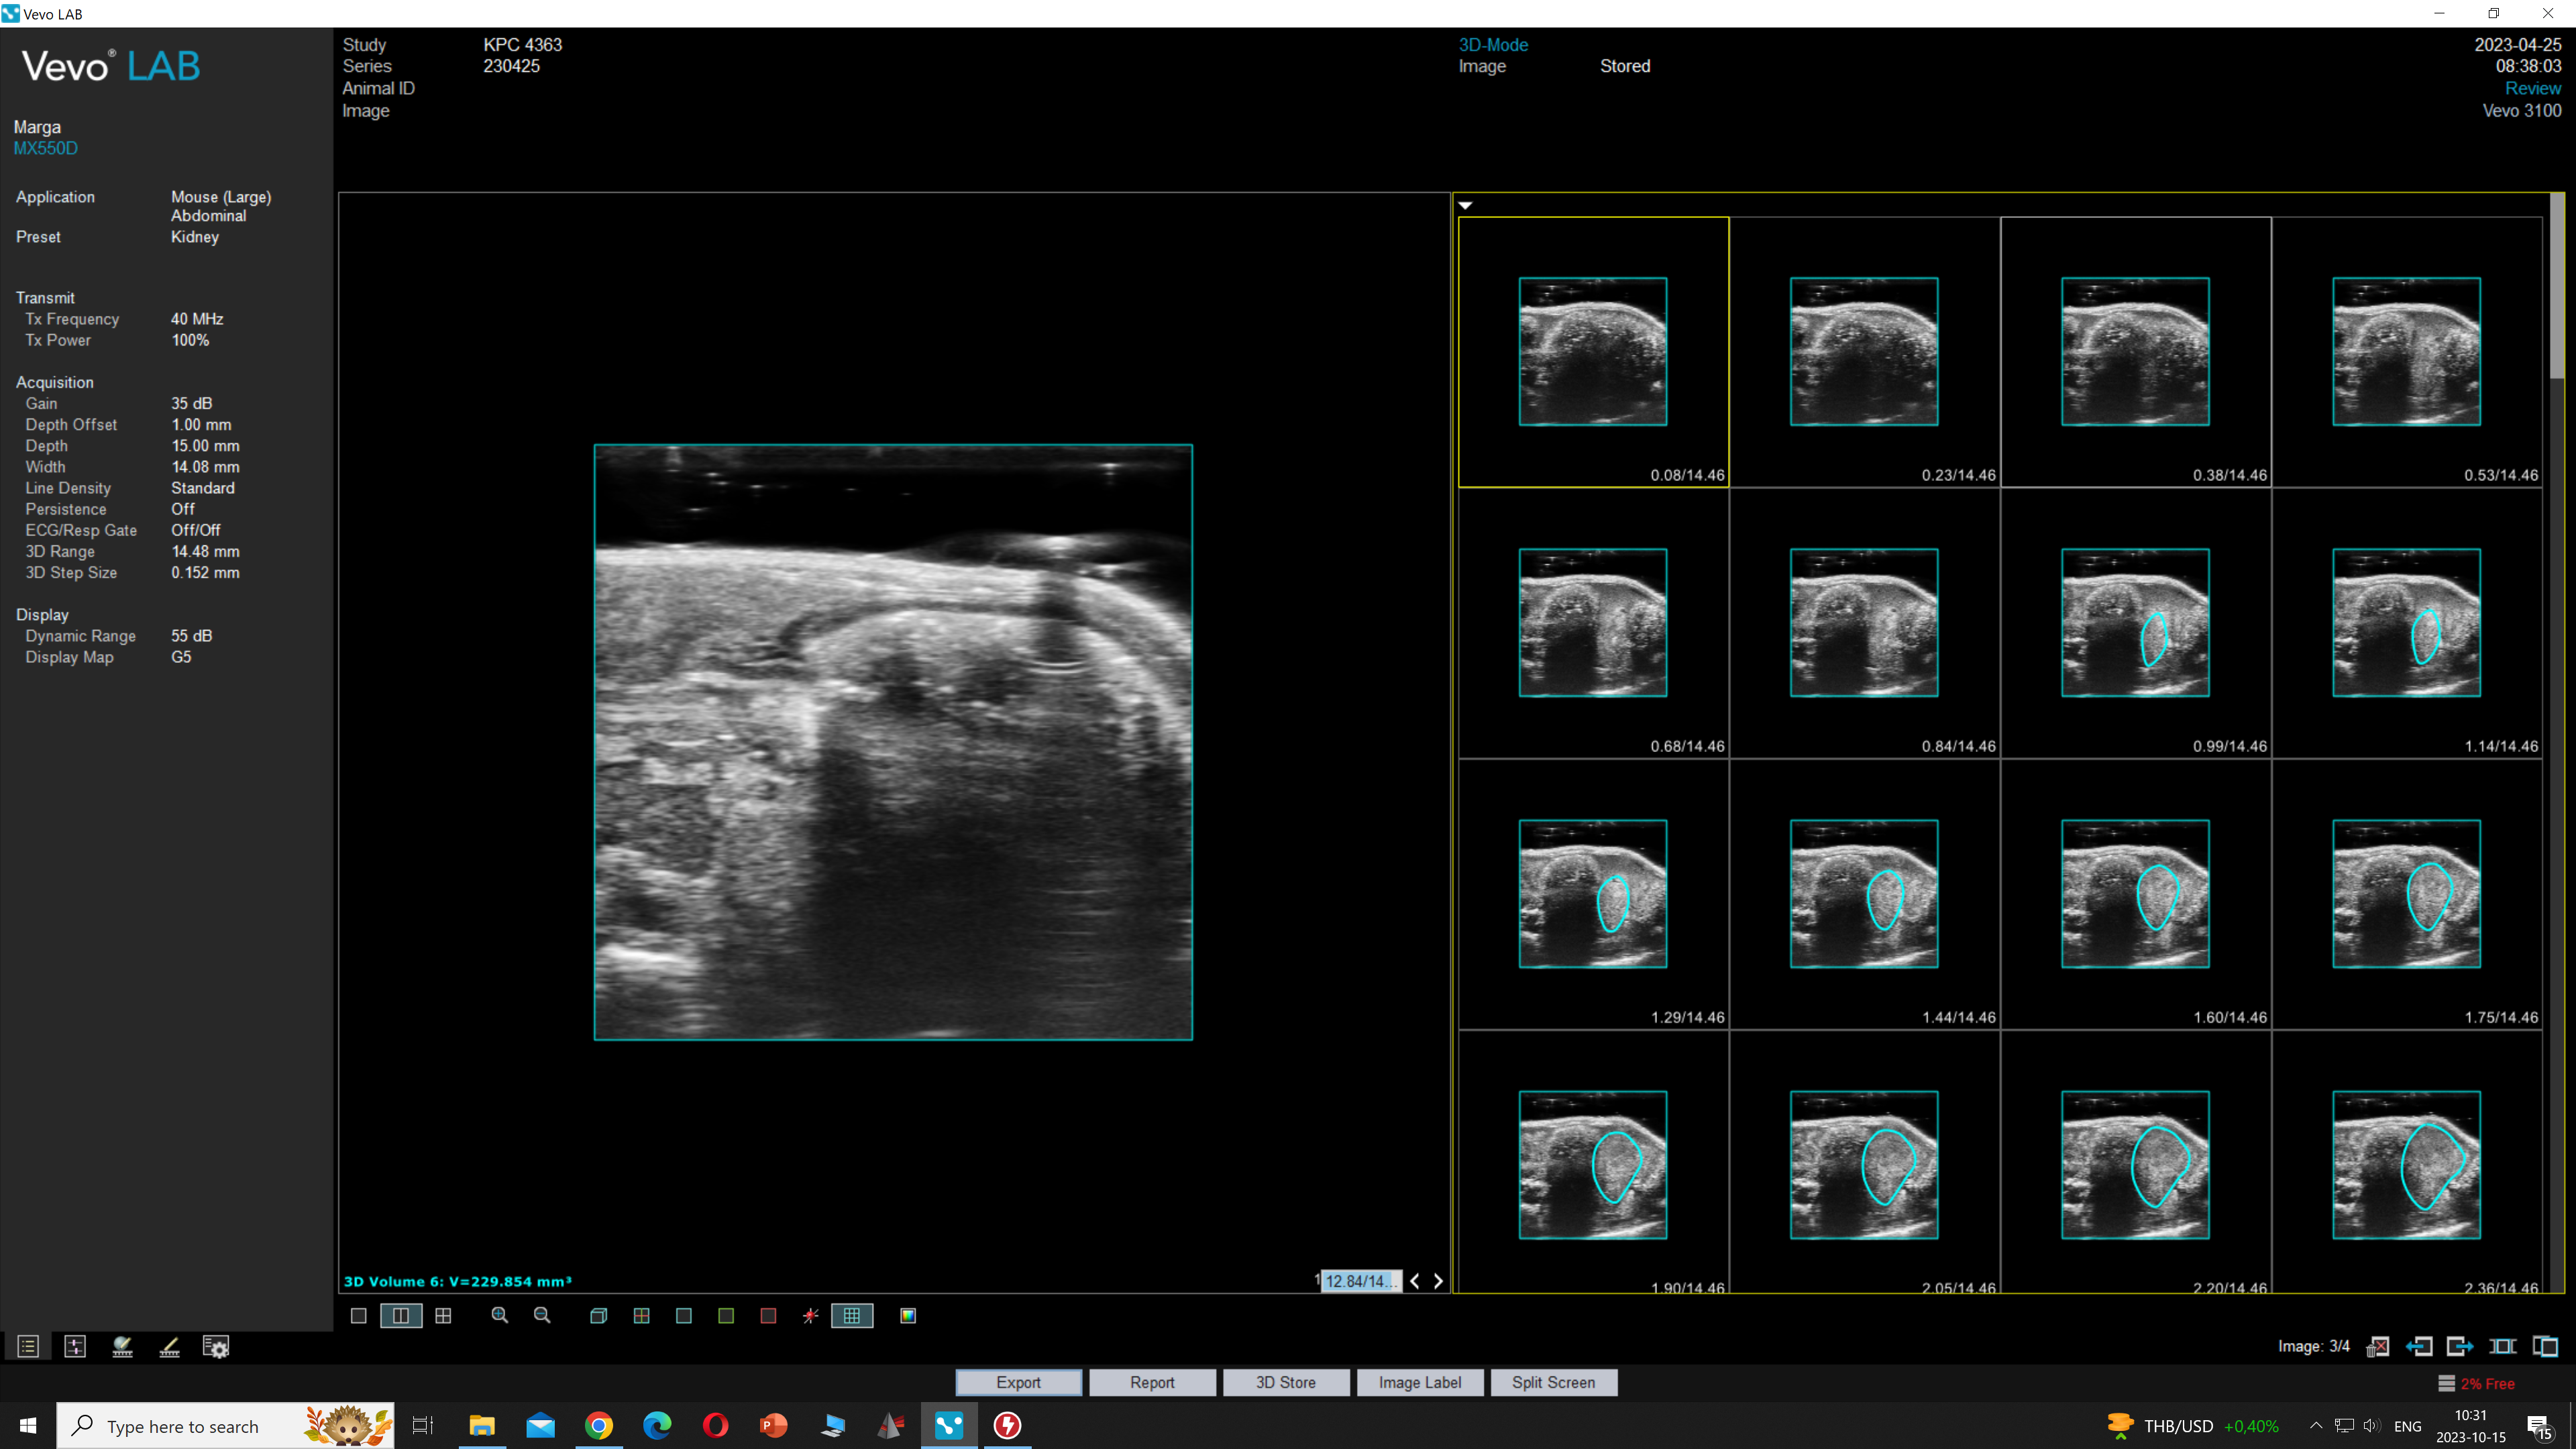 Vevo LAB
Vevo® LAB
Marga
MX550D
Application Mouse (Large)
Abdominal
Preset Kidney
Transmit
Tx Frequency 40 MHz
Tx Power 100%
Acquisition
Gain 35 dB
Depth Offset 1.00 mm
Depth 15.00 mm
Width 14.08 mm
Line Density Standard
Persistence Off
ECG/Resp Gate Off/Off
3D Range 14.48 mm
3D Step Size 0.152 mm
Display
Dynamic Range 55 dB
Display Map G5
Study KPC 4363
Series 230425
Animal ID
Image
3D-Mode
Image Stored
2023-04-25
08:38:03
Review
Vevo 3100
0.08/14.46 0.23/14.46 0.38/14.46 0.53/14.46
0.68/14.46 0.84/14.46 0.99/14.46 1.14/14.46
1.29/14.46 1.44/14.46 1.60/14.46 1.75/14.46
1.90/14.46 2.05/14.46 2.20/14.46 2.36/14.46
3D Volume 6: V=229.854 mm³
1 12.84/14...
Image: 3/4
Export Report 3D Store Image Label Split Screen
2% Free
Type here to search
THB/USD +0,40%
ENG
10:31
2023-10-15
15